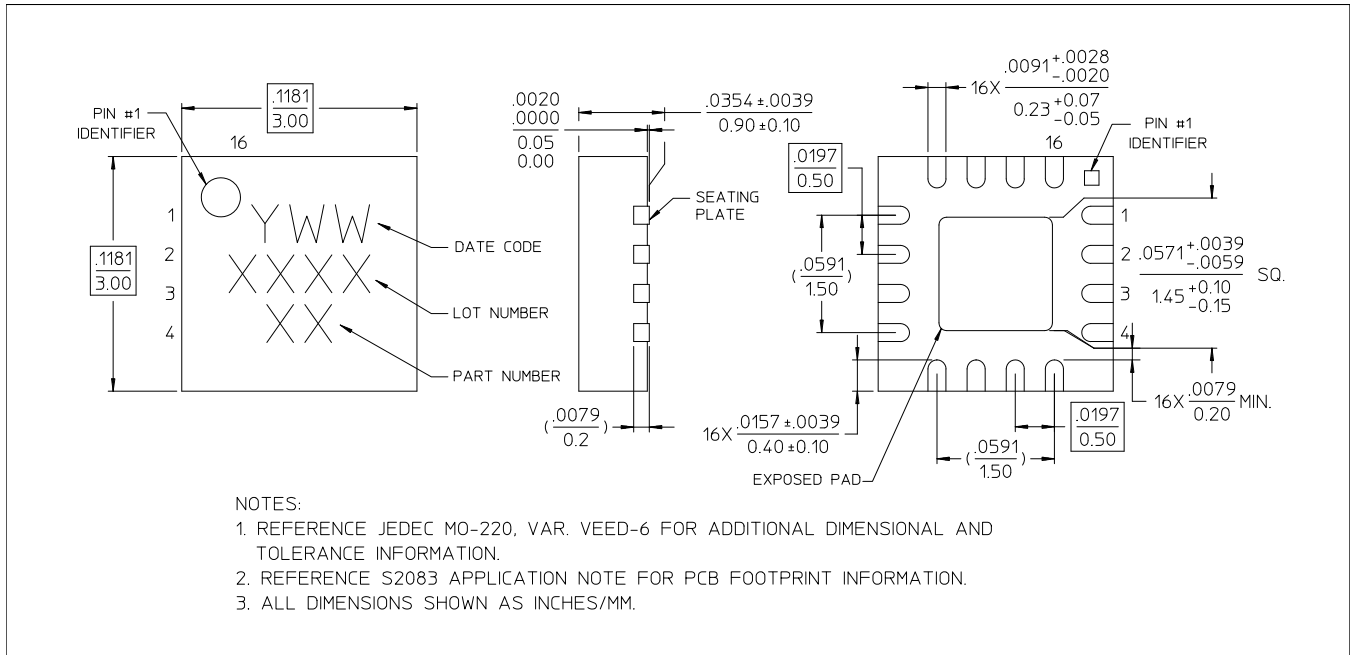 PIN #1
IDENTIFIER
.1181
3.00
16
.1181
3.00
1
2
3
4
YWW
XXXX
XX
DATE CODE
LOT NUMBER
PART NUMBER
.0020
.0000
0.05
0.00
.0354 ±.0039
0.90 ±0.10
SEATING
PLATE
(.0079
0.2)
16X .0091 +.0028
-.0020
0.23 +0.07
-0.05
16
PIN #1
IDENTIFIER
.0197
0.50
(.0591
1.50)
1
2
3
4
.0571 +.0039
-.0059
1.45 +0.10
-0.15
SQ.
16X .0157 ±.0039
0.40 ±0.10
16X .0079
0.20 MIN.
.0197
0.50
(.0591
1.50)
EXPOSED PAD
NOTES:
1. REFERENCE JEDEC MO-220, VAR. VEED-6 FOR ADDITIONAL DIMENSIONAL AND
TOLERANCE INFORMATION.
2. REFERENCE S2083 APPLICATION NOTE FOR PCB FOOTPRINT INFORMATION.
3. ALL DIMENSIONS SHOWN AS INCHES/MM.